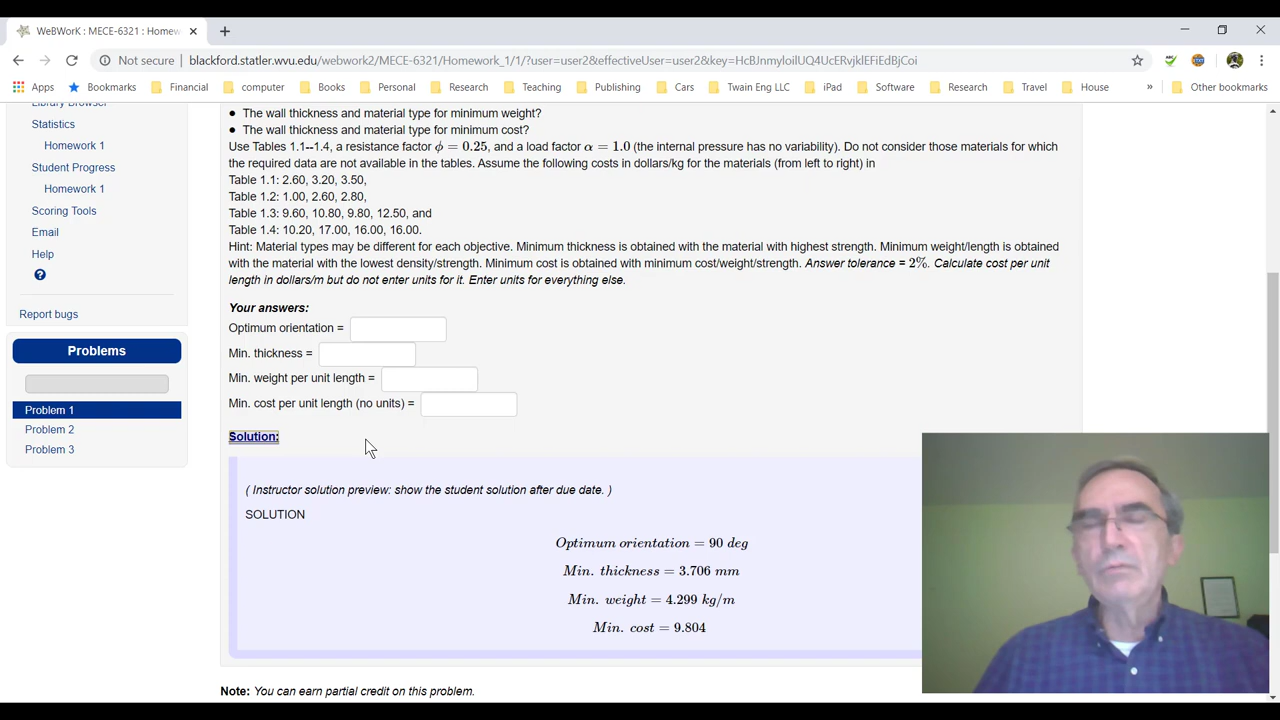 WeBWorK : MECE-6321 : Homew
Not secure
blackford.statler.wvu.edu/webwork2/MECE-6321/Homework_1/1/?user=user2&effectiveUser=user2&key=HcBJnmyloilUQ4UcERvjklEFiEdBjCoi
Apps
Bookmarks
Financial
computer
Books
Personal
Research
Teaching
Publishing
Cars
Twain Eng LLC
iPad
Software
Research
Travel
House
»
Other bookmarks
Library Browser
Statistics
Homework 1
Student Progress
Homework 1
Scoring Tools
Email
Help
?
Report bugs
Problems
Problem 1
Problem 2
Problem 3
• The wall thickness and material type for minimum weight?
• The wall thickness and material type for minimum cost?
Use Tables 1.1--1.4, a resistance factor ϕ = 0.25, and a load factor α = 1.0 (the internal pressure has no variability). Do not consider those materials for which
the required data are not available in the tables. Assume the following costs in dollars/kg for the materials (from left to right) in
Table 1.1: 2.60, 3.20, 3.50,
Table 1.2: 1.00, 2.60, 2.80,
Table 1.3: 9.60, 10.80, 9.80, 12.50, and
Table 1.4: 10.20, 17.00, 16.00, 16.00.
Hint: Material types may be different for each objective. Minimum thickness is obtained with the material with highest strength. Minimum weight/length is obtained
with the material with the lowest density/strength. Minimum cost is obtained with minimum cost/weight/strength. Answer tolerance = 2%. Calculate cost per unit
length in dollars/m but do not enter units for it. Enter units for everything else.
Your answers:
Optimum orientation =
Min. thickness =
Min. weight per unit length =
Min. cost per unit length (no units) =
Solution:
( Instructor solution preview: show the student solution after due date. )
SOLUTION
Optimum orientation = 90 deg
Min. thickness = 3.706 mm
Min. weight = 4.299 kg/m
Min. cost = 9.804
Note: You can earn partial credit on this problem.